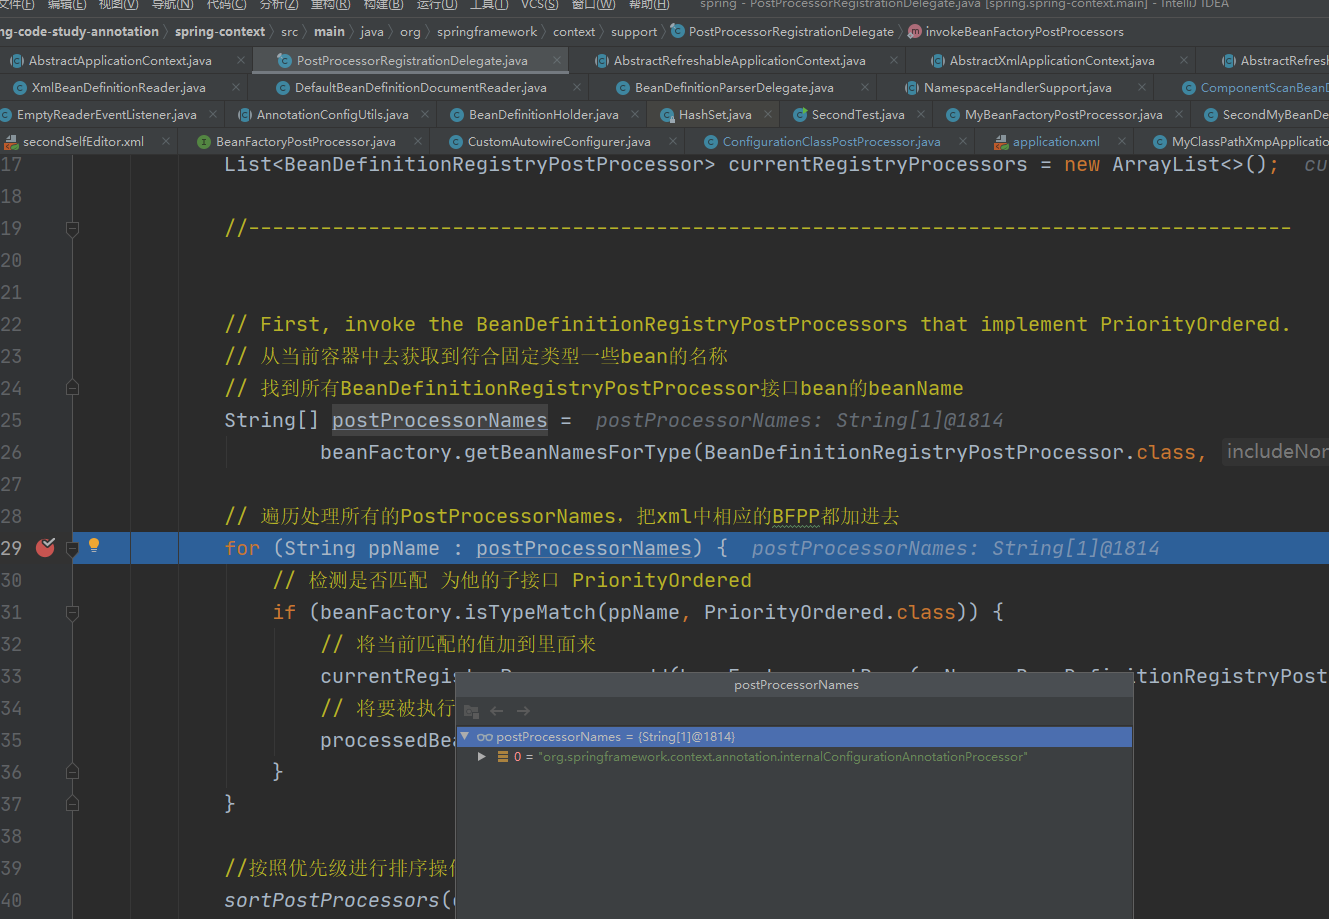 文件(F) 编辑(E) 视图(V) 导航(N) 代码(C) 分析(Z) 重构(R) 构建(B) 运行(U) 工具(T) VCS(S) 窗口(W) 帮助(H) spring - PostProcessorRegistrationDelegate.java [spring.spring-context.main] - IntelliJ IDEA
ng-code-study-annotation spring-context src main java org springframework context support PostProcessorRegistrationDelegate invokeBeanFactoryPostProcessors
AbstractApplicationContext.java PostProcessorRegistrationDelegate.java AbstractRefreshableApplicationContext.java AbstractXmlApplicationContext.java AbstractRefresh
XmlBeanDefinitionReader.java DefaultBeanDefinitionDocumentReader.java BeanDefinitionParserDelegate.java NamespaceHandlerSupport.java ComponentScanBeanD
EmptyReaderEventListener.java AnnotationConfigUtils.java BeanDefinitionHolder.java HashSet.java SecondTest.java MyBeanFactoryPostProcessor.java SecondMyBeanDe
secondSelfEditor.xml BeanFactoryPostProcessor.java CustomAutowireConfigurer.java ConfigurationClassPostProcessor.java application.xml MyClassPathXmpApplication
17 List<BeanDefinitionRegistryPostProcessor> currentRegistryProcessors = new ArrayList<>(); cu
18
19 //---------------------------------------------------------------------------------------
20
21
22 // First, invoke the BeanDefinitionRegistryPostProcessors that implement PriorityOrdered.
23 // 从当前容器中去获取到符合固定类型一些bean的名称
24 // 找到所有BeanDefinitionRegistryPostProcessor接口bean的beanName
25 String[] postProcessorNames = postProcessorNames: String[1]@1814
26 beanFactory.getBeanNamesForType(BeanDefinitionRegistryPostProcessor.class, includeNon
27
28 // 遍历处理所有的PostProcessorNames，把xml中相应的BFPP都加进去
29 for (String ppName : postProcessorNames) { postProcessorNames: String[1]@1814
30 // 检测是否匹配 为他的子接口 PriorityOrdered
31 if (beanFactory.isTypeMatch(ppName, PriorityOrdered.class)) {
32 // 将当前匹配的值加到里面来
33 currentRegis
34 // 将要被执行
35 processedBe
36 }
37 }
38
39 //按照优先级进行排序操作
40 sortPostProcessors(
postProcessorNames
postProcessorNames = {String[1]@1814}
0 = "org.springframework.context.annotation.internalConfigurationAnnotationProcessor"